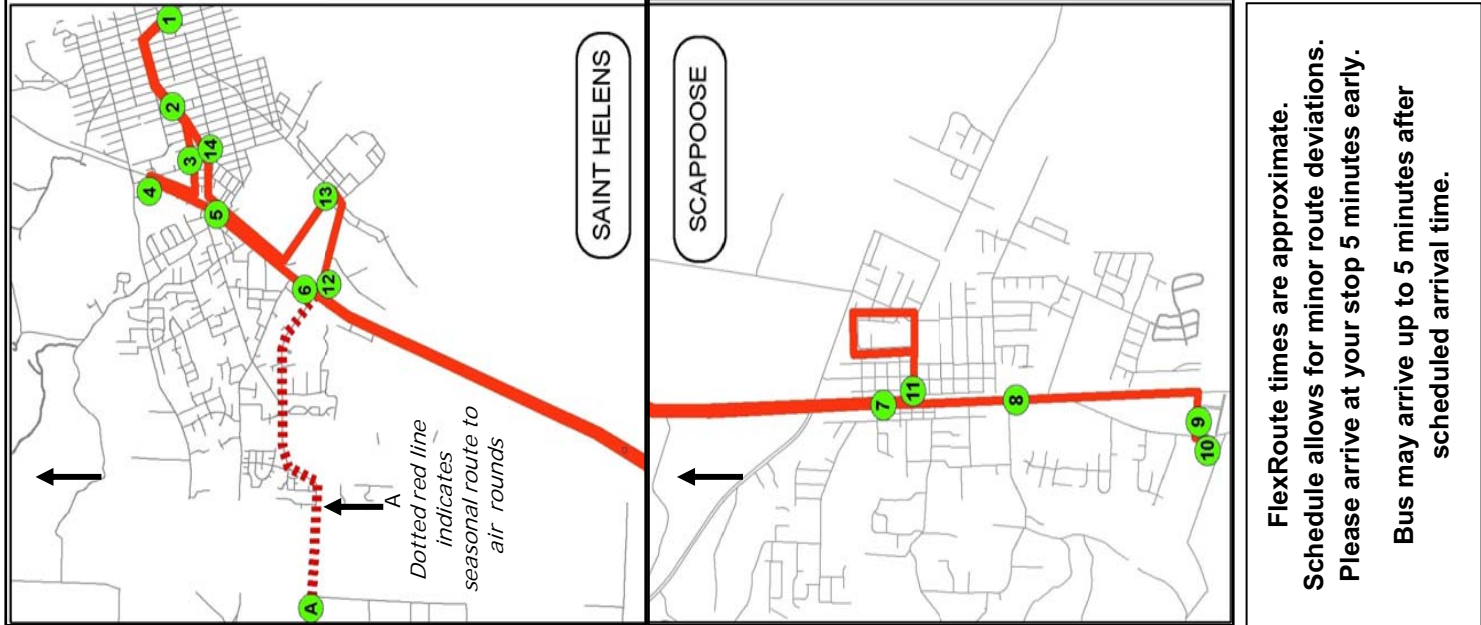 1
2
3
14
4
5
13
6
12
A
SAINT HELENS
A
Dotted red line
indicates
seasonal route to
air rounds
SCAPPOOSE
7
11
8
9
10
FlexRoute times are approximate.
Schedule allows for minor route deviations.
Please arrive at your stop 5 minutes early.
Bus may arrive up to 5 minutes after
scheduled arrival time.